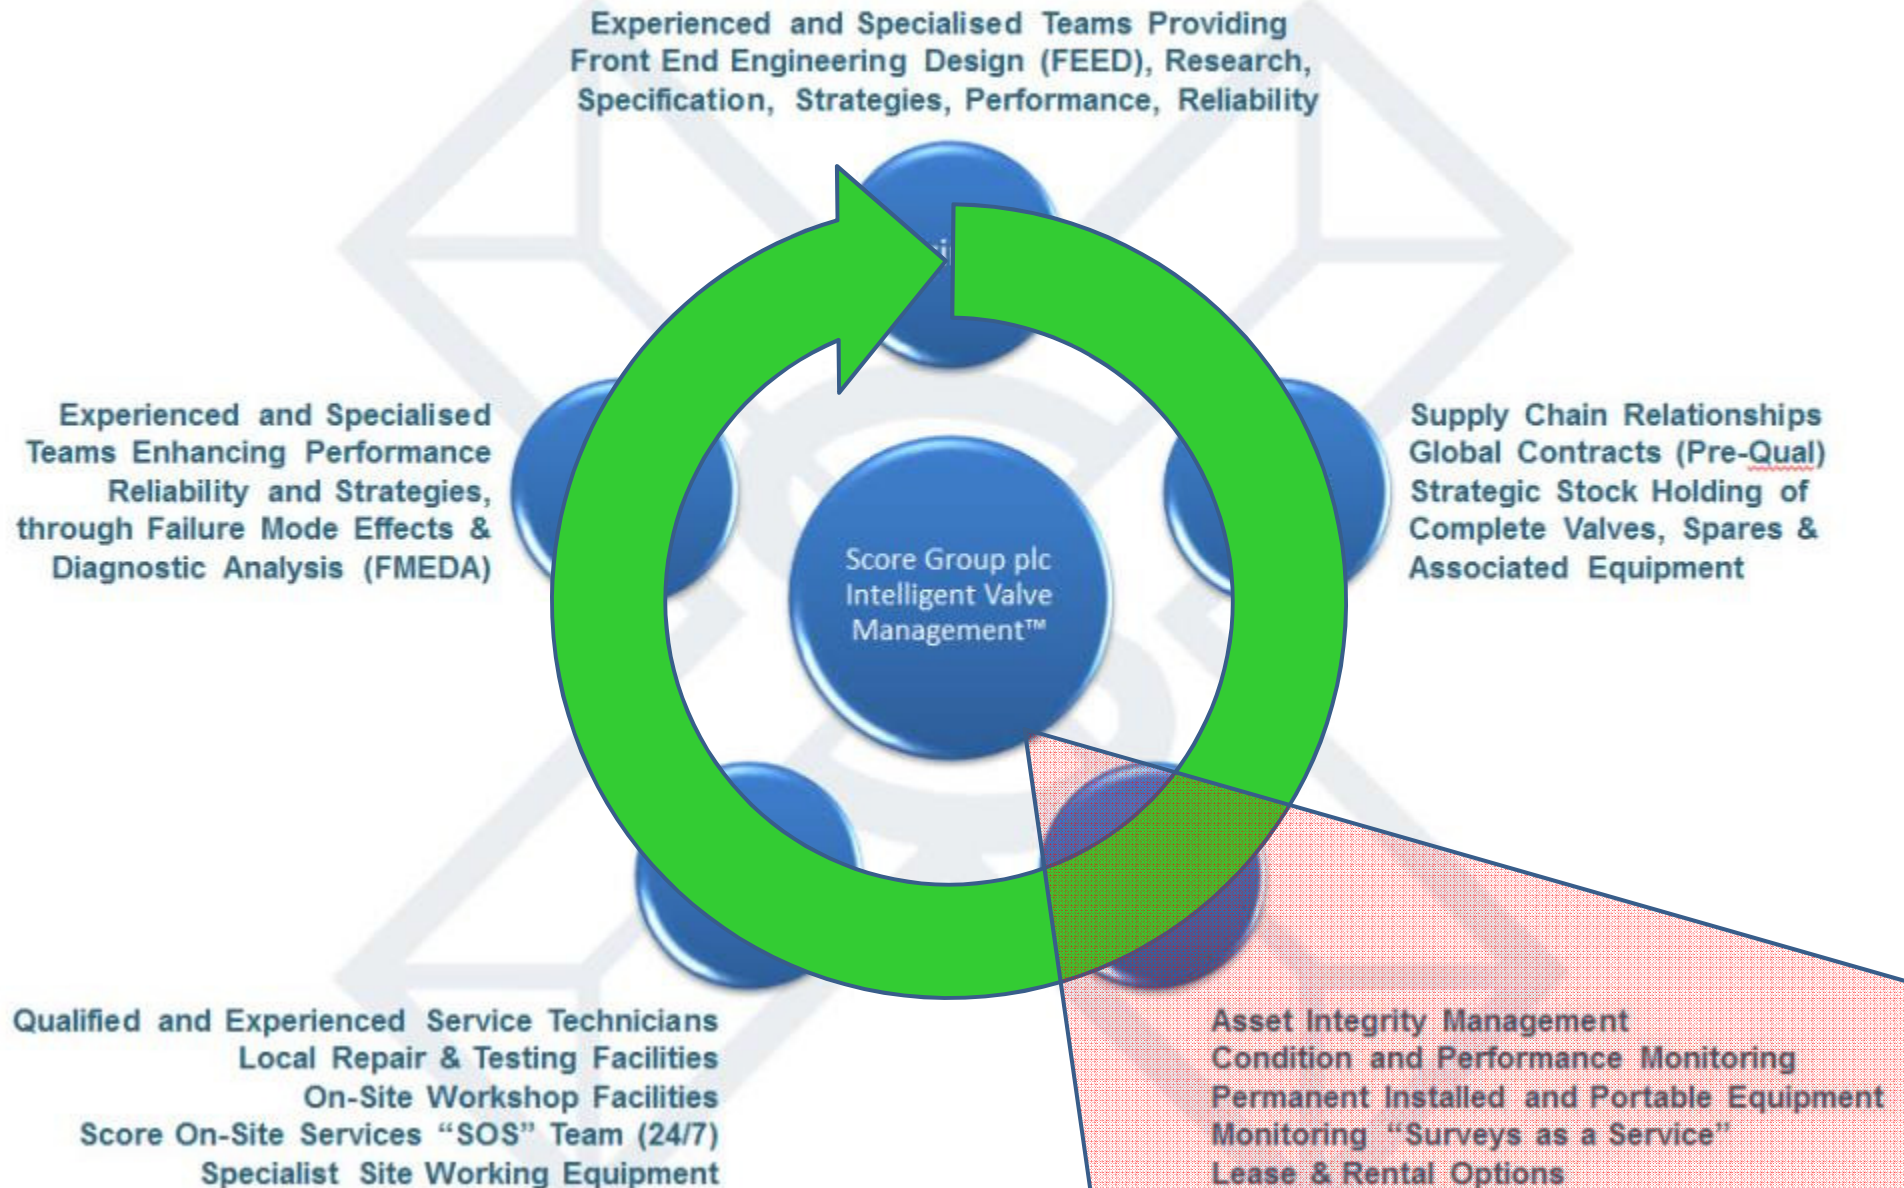 Experienced and Specialised Teams Providing
Front End Engineering Design (FEED), Research,
Specification, Strategies, Performance, Reliability
Experienced and Specialised
Teams Enhancing Performance
Reliability and Strategies,
through Failure Mode Effects &
Diagnostic Analysis (FMEDA)
Supply Chain Relationships
Global Contracts (Pre-Qual)
Strategic Stock Holding of
Complete Valves, Spares &
Associated Equipment
Score Group plc
Intelligent Valve
Management™
Qualified and Experienced Service Technicians
Local Repair & Testing Facilities
On-Site Workshop Facilities
Score On-Site Services “SOS” Team (24/7)
Specialist Site Working Equipment
Asset Integrity Management
Condition and Performance Monitoring
Permanent Installed and Portable Equipment
Monitoring “Surveys as a Service”
Lease & Rental Options